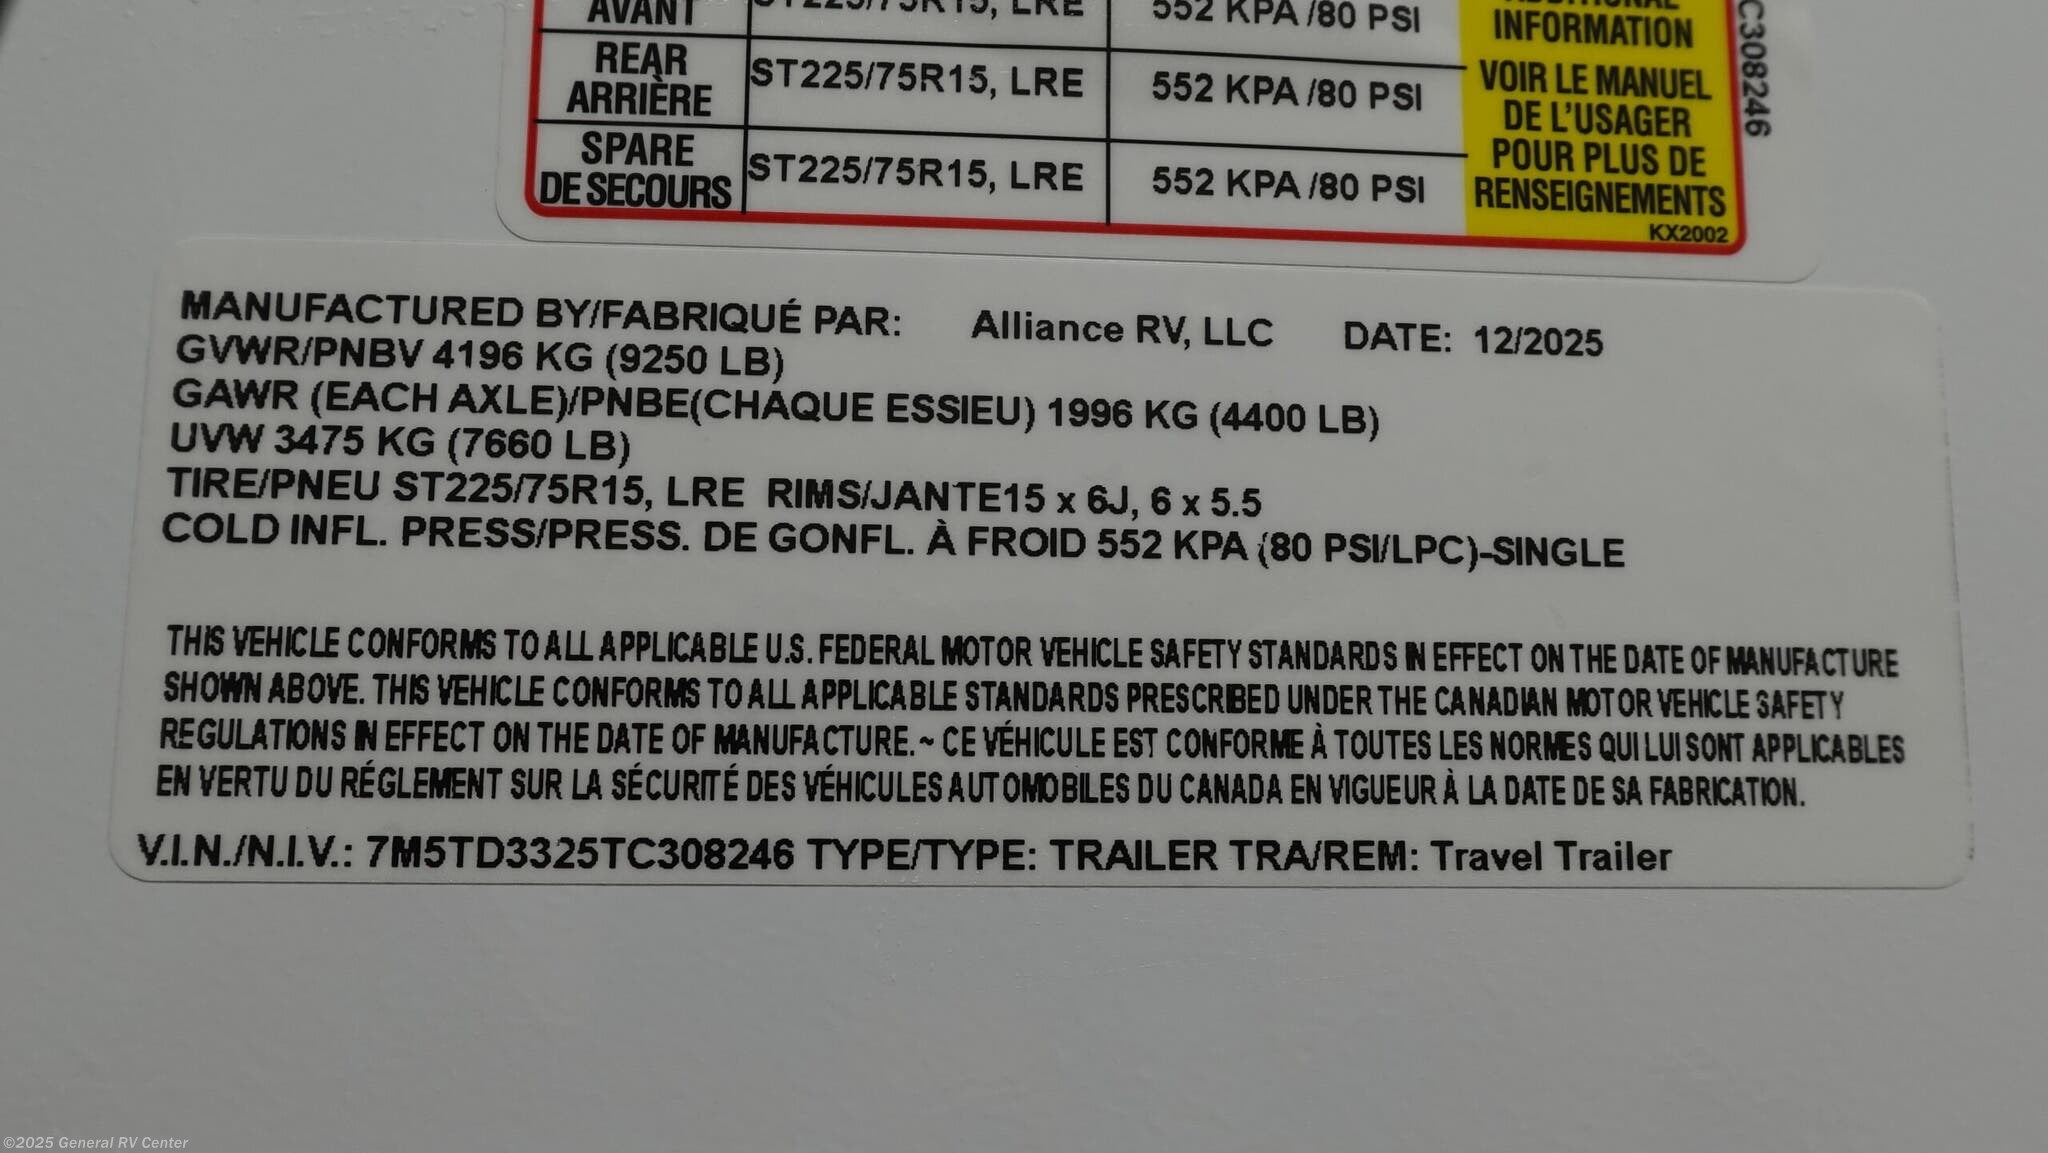 AVANT ST225/75R15, LRE 552 KPA /80 PSI
ADDITIONAL
INFORMATION
REAR
ARRIÈRE ST225/75R15, LRE 552 KPA /80 PSI
SPARE
DE SECOURS ST225/75R15, LRE 552 KPA /80 PSI
VOIR LE MANUEL
DE L'USAGER
POUR PLUS DE
RENSEIGNEMENTS
KX2002
C308246
MANUFACTURED BY/FABRIQUÉ PAR: Alliance RV, LLC DATE: 12/2025
GVWR/PNBV 4196 KG (9250 LB)
GAWR (EACH AXLE)/PNBE(CHAQUE ESSIEU) 1996 KG (4400 LB)
UVW 3475 KG (7660 LB)
TIRE/PNEU ST225/75R15, LRE RIMS/JANTE15 x 6J, 6 x 5.5
COLD INFL. PRESS/PRESS. DE GONFL. À FROID 552 KPA (80 PSI/LPC)-SINGLE
THIS VEHICLE CONFORMS TO ALL APPLICABLE U.S. FEDERAL MOTOR VEHICLE SAFETY STANDARDS IN EFFECT ON THE DATE OF MANUFACTURE
SHOWN ABOVE. THIS VEHICLE CONFORMS TO ALL APPLICABLE STANDARDS PRESCRIBED UNDER THE CANADIAN MOTOR VEHICLE SAFETY
REGULATIONS IN EFFECT ON THE DATE OF MANUFACTURE.~ CE VÉHICULE EST CONFORME À TOUTES LES NORMES QUI LUI SONT APPLICABLES
EN VERTU DU RÉGLEMENT SUR LA SÉCURITÉ DES VÉHICULES AUTOMOBILES DU CANADA EN VIGUEUR À LA DATE DE SA FABRICATION.
V.I.N./N.I.V.: 7M5TD3325TC308246 TYPE/TYPE: TRAILER TRA/REM: Travel Trailer
©2025 General RV Center